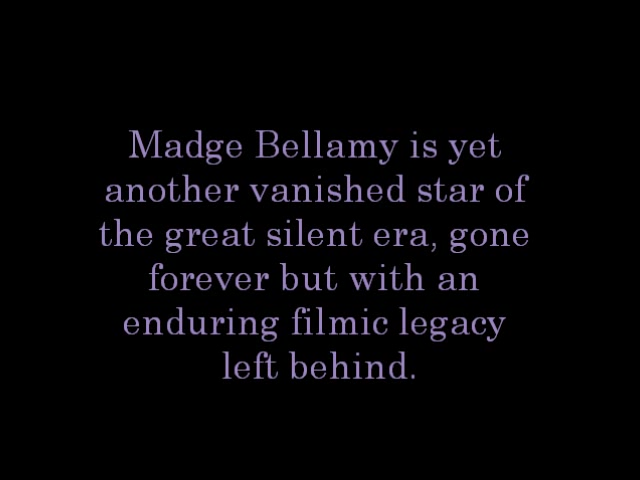 Madge Bellamy is yet
another vanished star of
the great silent era, gone
forever but with an
enduring filmic legacy
left behind.